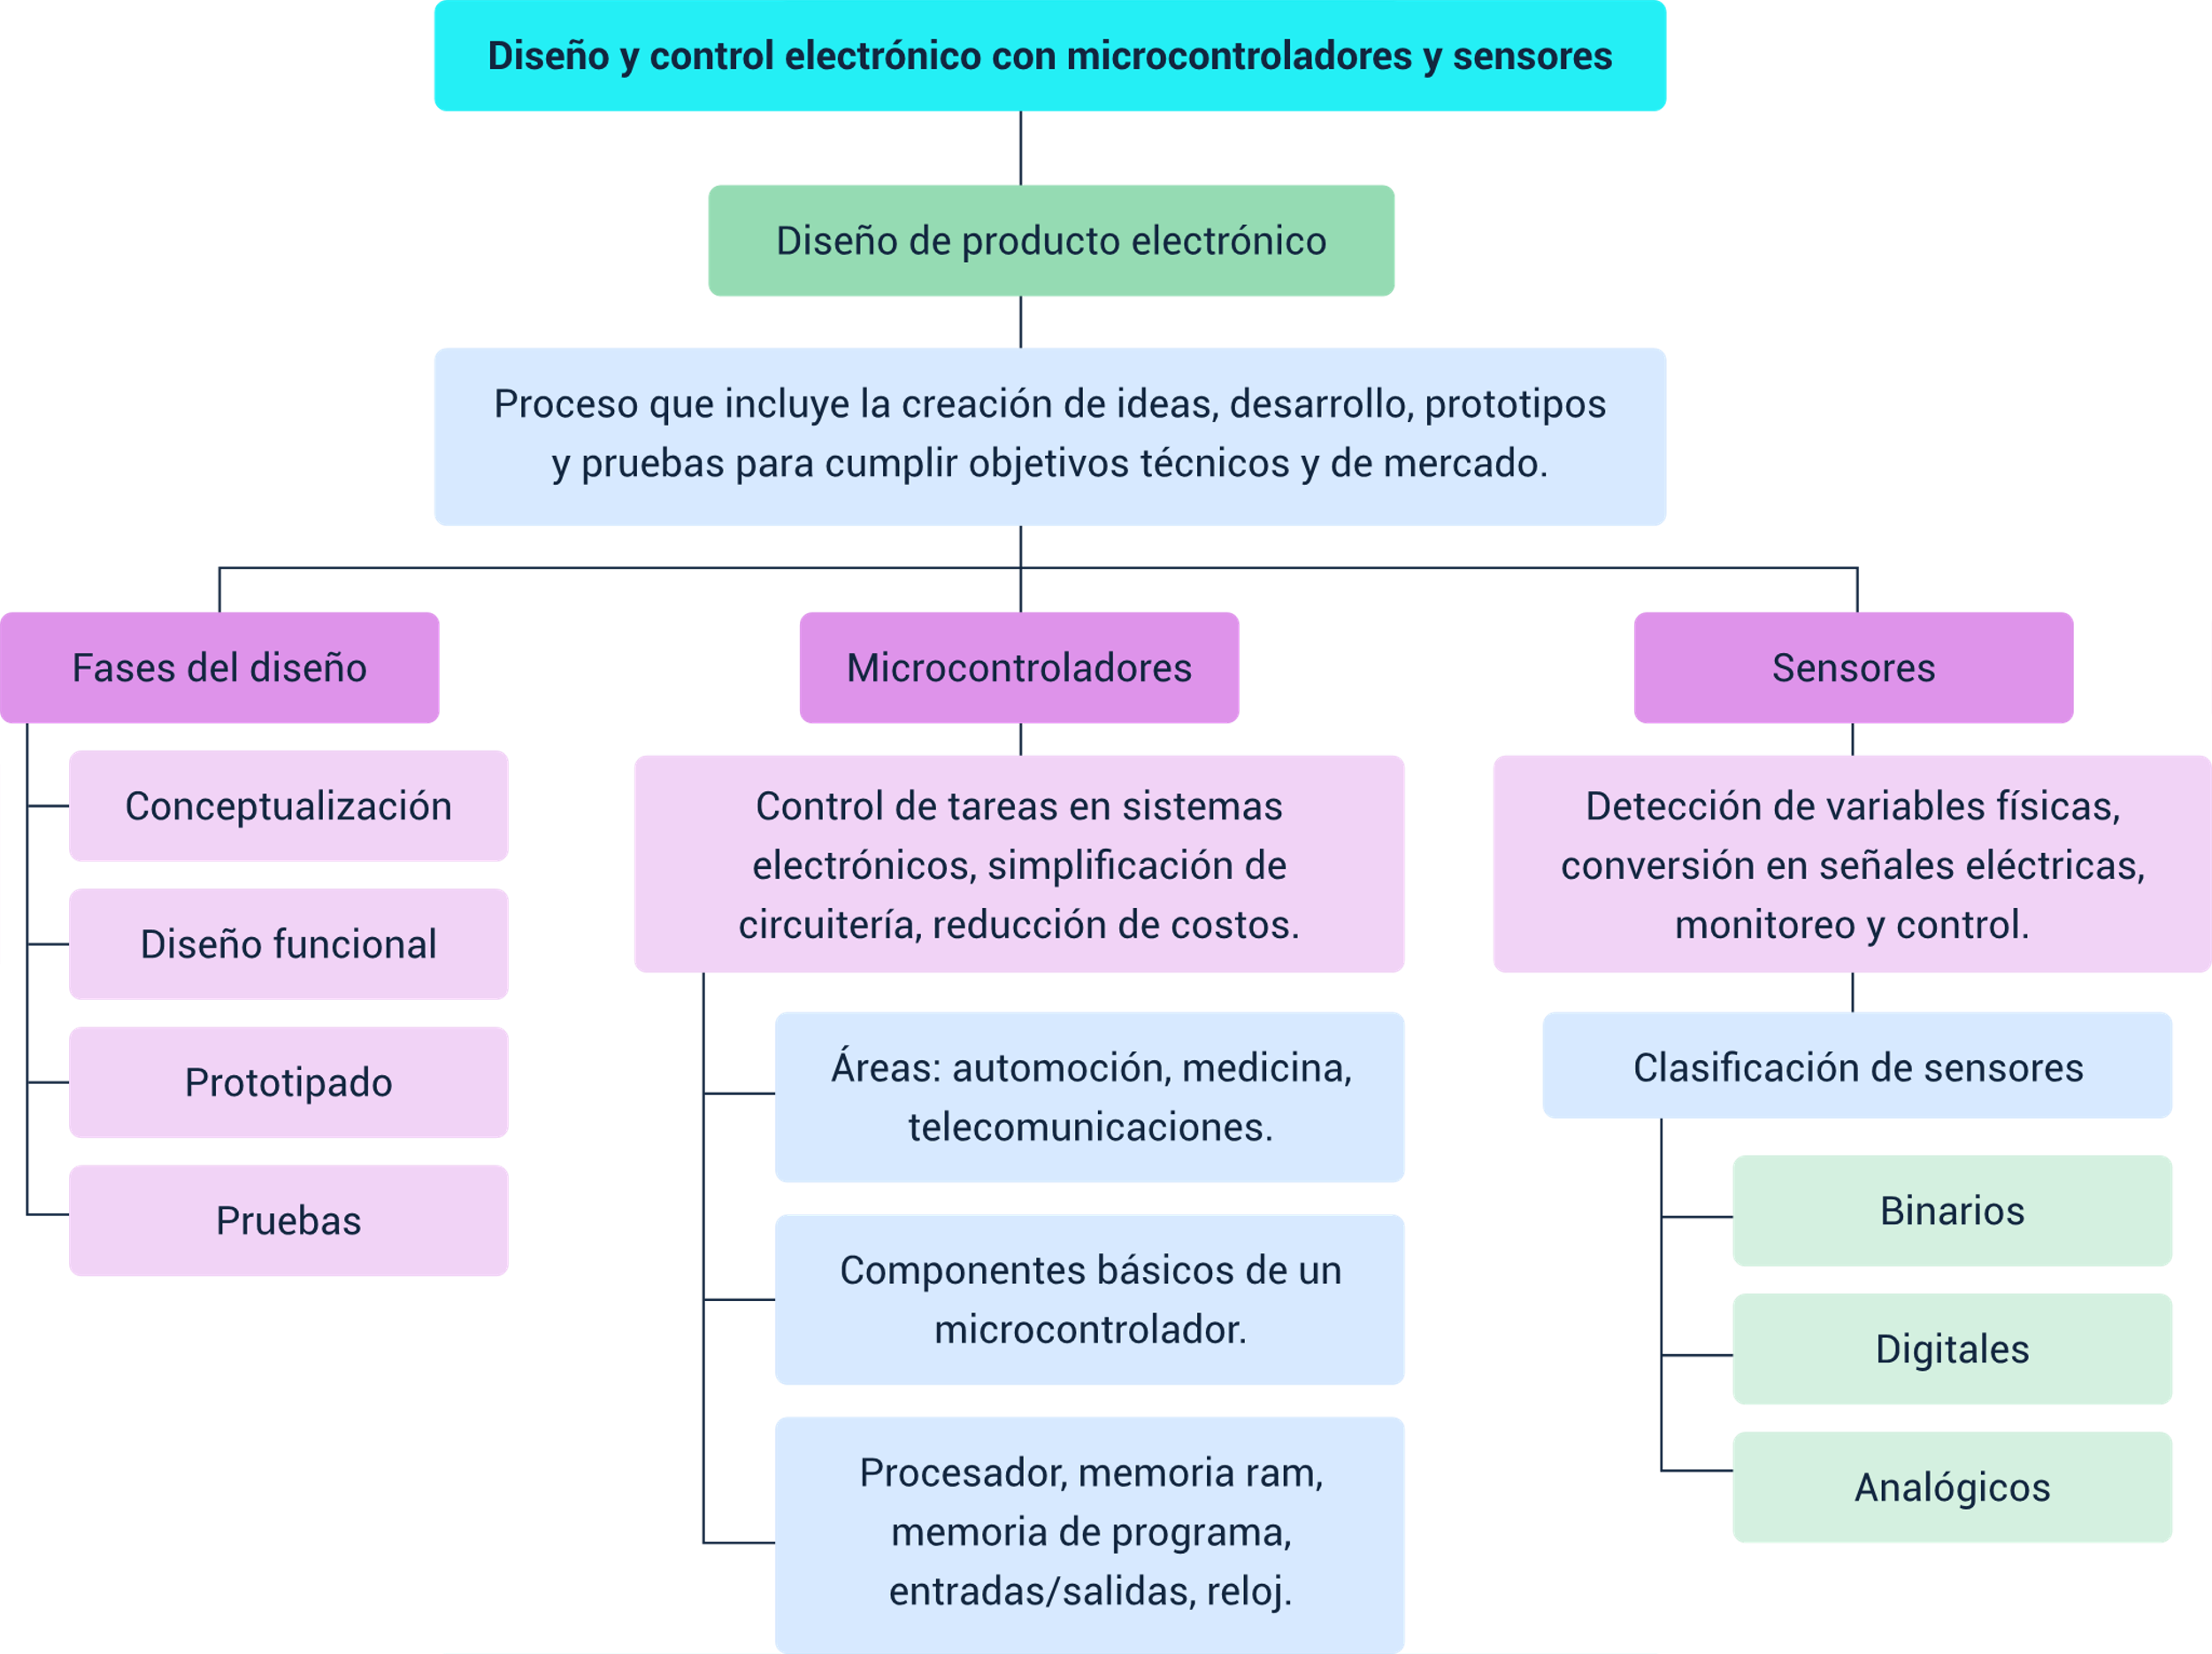 Diseño y control electrónico con microcontroladores y sensores
Diseño de producto electrónico
Proceso que incluye la creación de ideas, desarrollo, prototipos
y pruebas para cumplir objetivos técnicos y de mercado.
Fases del diseño
Conceptualización
Diseño funcional
Prototipado
Pruebas
Microcontroladores
Control de tareas en sistemas
electrónicos, simplificación de
circuitería, reducción de costos.
Áreas: automoción, medicina,
telecomunicaciones.
Componentes básicos de un
microcontrolador.
Procesador, memoria ram,
memoria de programa,
entradas/salidas, reloj.
Sensores
Detección de variables físicas,
conversión en señales eléctricas,
monitoreo y control.
Clasificación de sensores
Binarios
Digitales
Analógicos